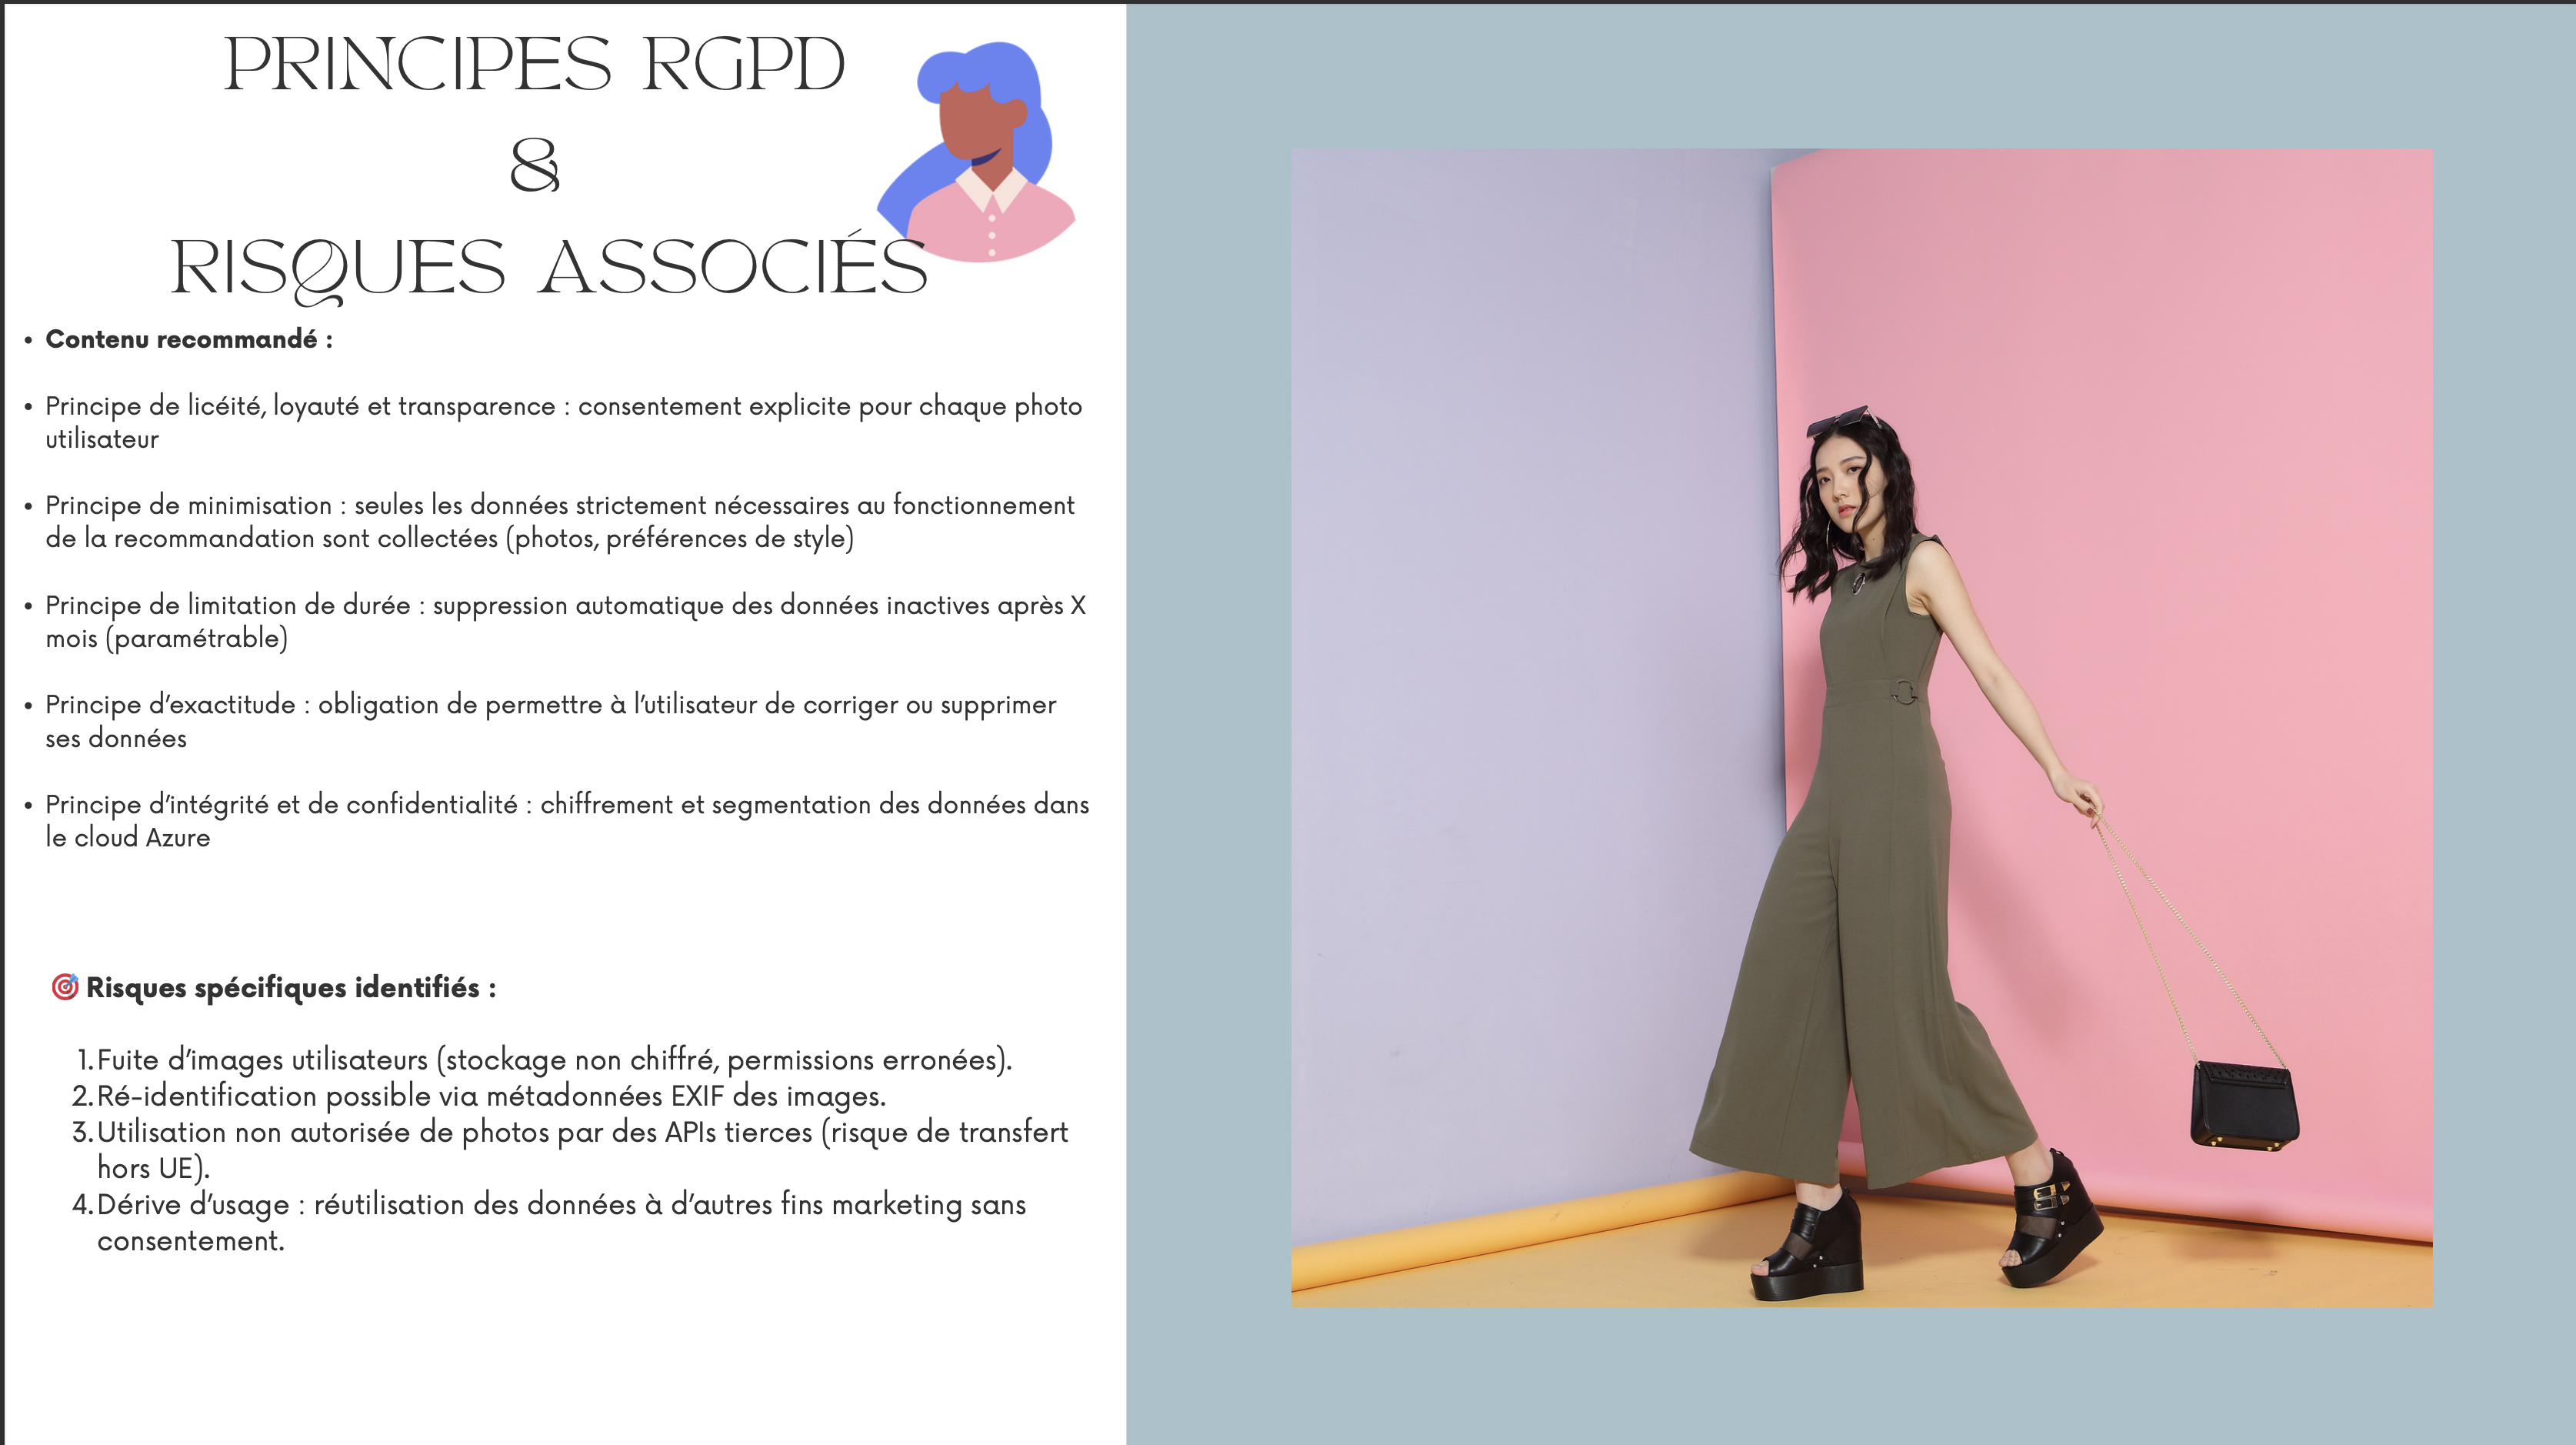 PRINCIPES RGPD
&
RISQUES ASSOCIÉS
• Contenu recommandé :
• Principe de licéité, loyauté et transparence : consentement explicite pour chaque photo
utilisateur
• Principe de minimisation : seules les données strictement nécessaires au fonctionnement
de la recommandation sont collectées (photos, préférences de style)
• Principe de limitation de durée : suppression automatique des données inactives après X
mois (paramétrable)
• Principe d’exactitude : obligation de permettre à l’utilisateur de corriger ou supprimer
ses données
• Principe d’intégrité et de confidentialité : chiffrement et segmentation des données dans
le cloud Azure
🎯 Risques spécifiques identifiés :
1. Fuite d’images utilisateurs (stockage non chiffré, permissions erronées).
2. Ré-identification possible via métadonnées EXIF des images.
3. Utilisation non autorisée de photos par des APIs tierces (risque de transfert
hors UE).
4. Dérive d’usage : réutilisation des données à d’autres fins marketing sans
consentement.